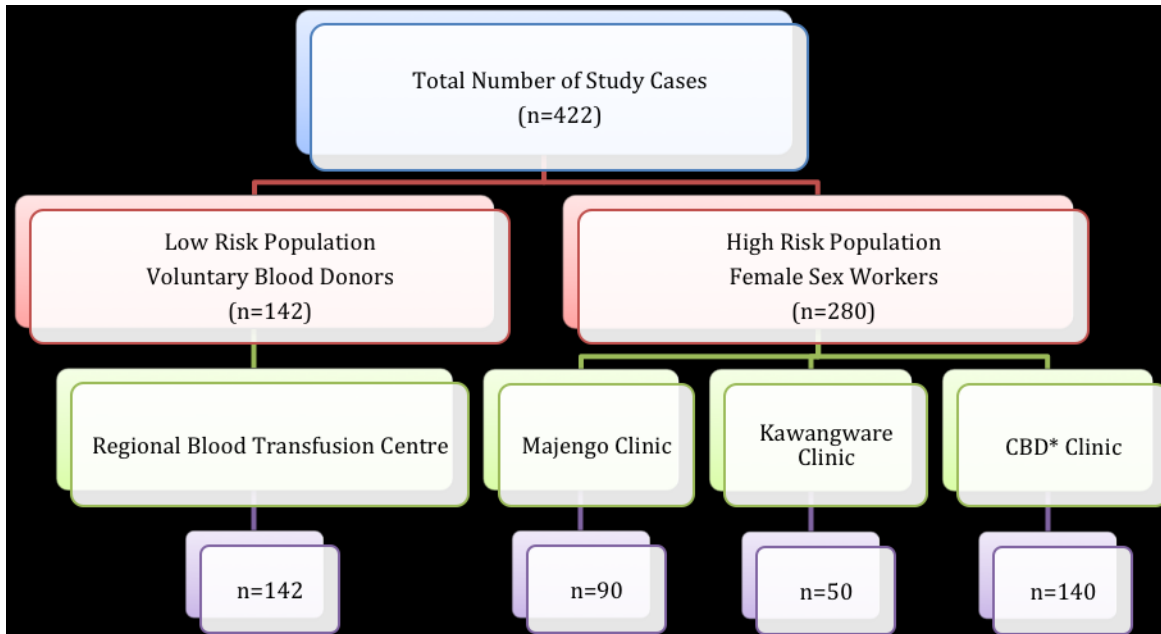 Total Number of Study Cases
(n=422)
Low Risk Population
Voluntary Blood Donors
(n=142)
High Risk Population
Female Sex Workers
(n=280)
Regional Blood Transfusion Centre
Majengo Clinic
Kawangware
Clinic
CBD* Clinic
n=142
n=90
n=50
n=140